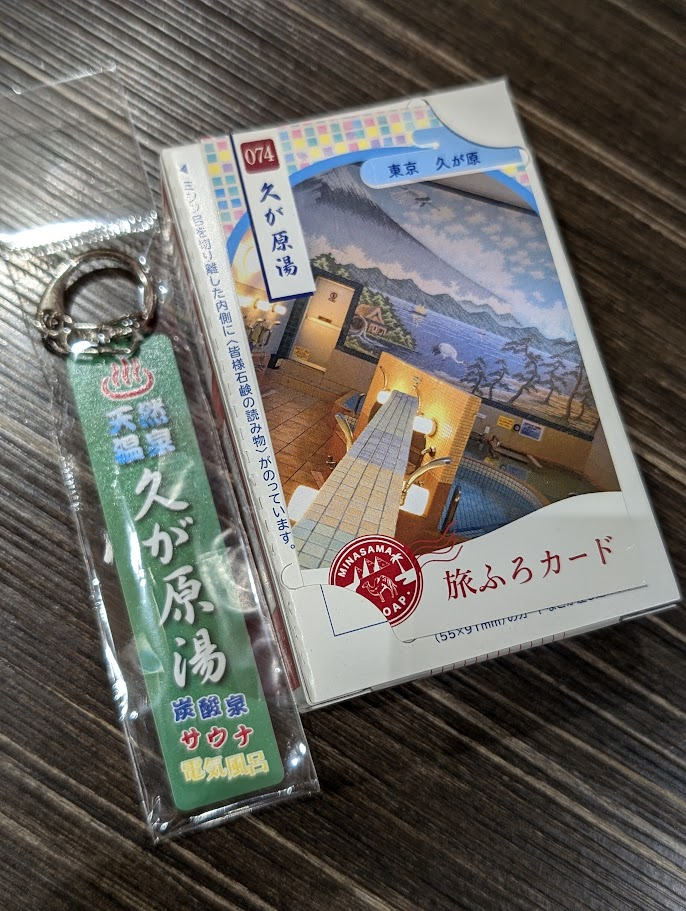 天然
温泉
久が原湯
炭酸泉
サウナ
電気風呂
074
久が原湯
東京 久が原
ミシン目を切り離した内側に〈皆様石鹸の読み物〉がのっています。
MINASAMA
OAP.
旅ふろカード
(55×91mm)の